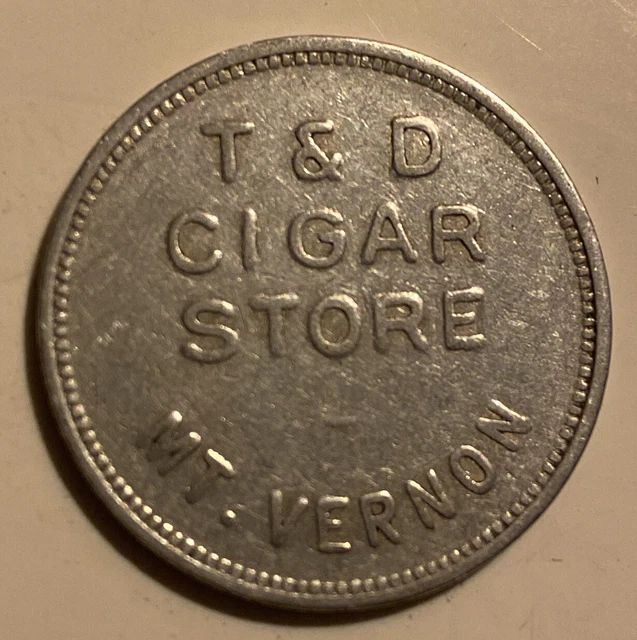 T & D
CIGAR
STORE
MT. VERNON